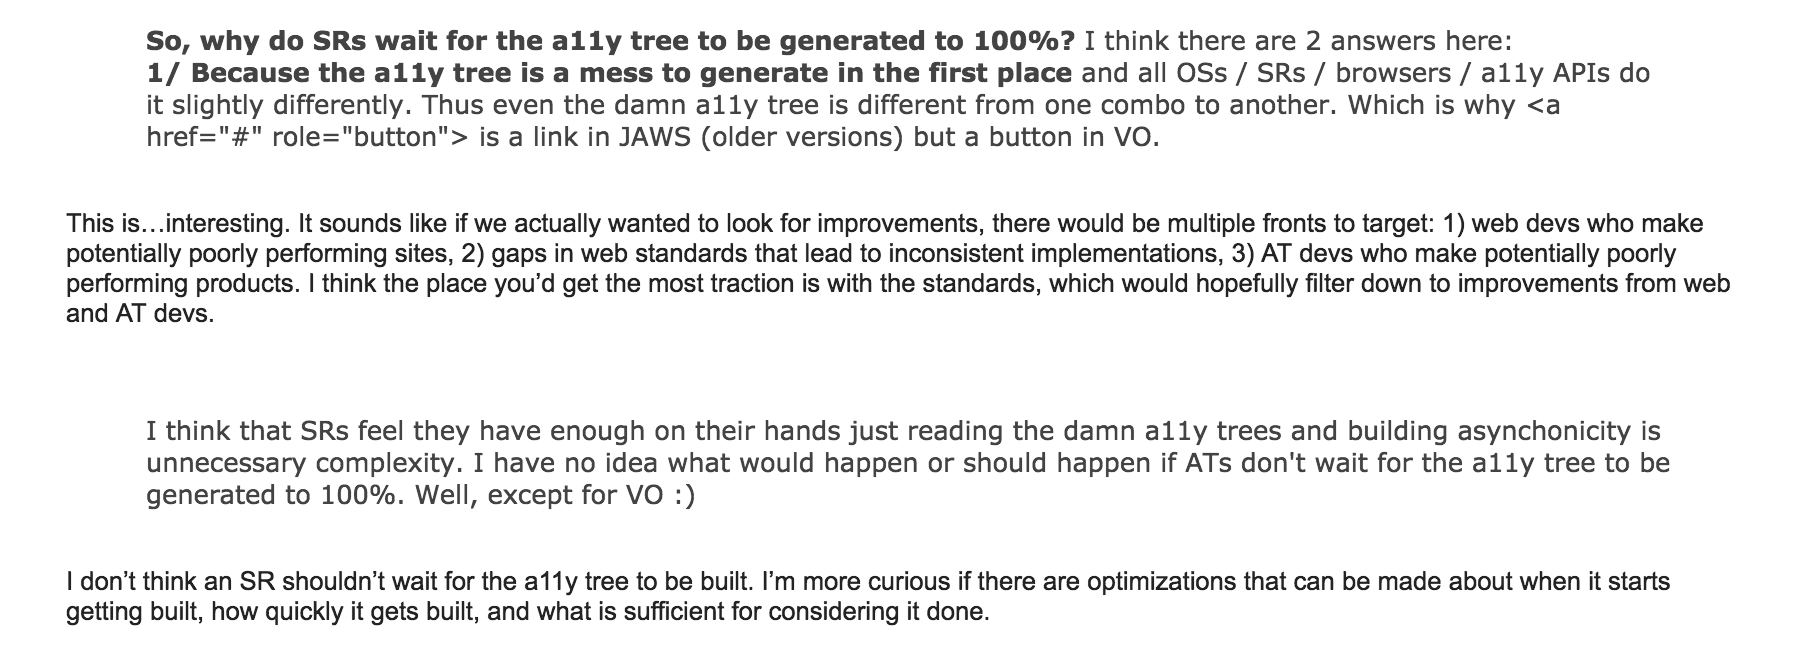 So, why do SRs wait for the a11y tree to be generated to 100%? I think there are 2 answers here:
1/ Because the a11y tree is a mess to generate in the first place and all OSs / SRs / browsers / a11y APIs do
it slightly differently. Thus even the damn a11y tree is different from one combo to another. Which is why <a
href="#" role="button"> is a link in JAWS (older versions) but a button in VO.
This is…interesting. It sounds like if we actually wanted to look for improvements, there would be multiple fronts to target: 1) web devs who make
potentially poorly performing sites, 2) gaps in web standards that lead to inconsistent implementations, 3) AT devs who make potentially poorly
performing products. I think the place you’d get the most traction is with the standards, which would hopefully filter down to improvements from web
and AT devs.
I think that SRs feel they have enough on their hands just reading the damn a11y trees and building asynchonicity is
unnecessary complexity. I have no idea what would happen or should happen if ATs don't wait for the a11y tree to be
generated to 100%. Well, except for VO :)
I don’t think an SR shouldn’t wait for the a11y tree to be built. I’m more curious if there are optimizations that can be made about when it starts
getting built, how quickly it gets built, and what is sufficient for considering it done.